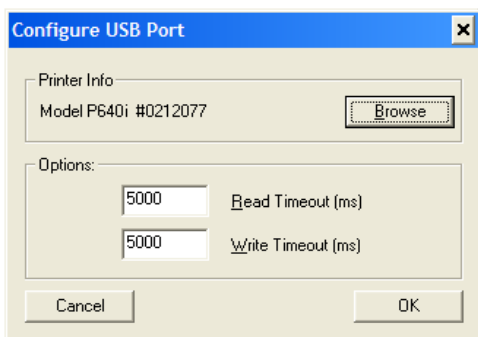 Configure USB Port
Printer Info
Model P640i #0212077
Browse
Options:
5000 Read Timeout (ms)
5000 Write Timeout (ms)
Cancel OK